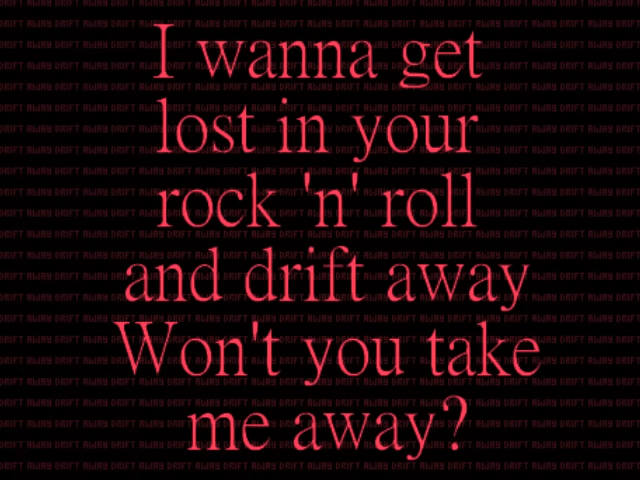 I wanna get
lost in your
rock 'n' roll
and drift away
Won't you take
me away?